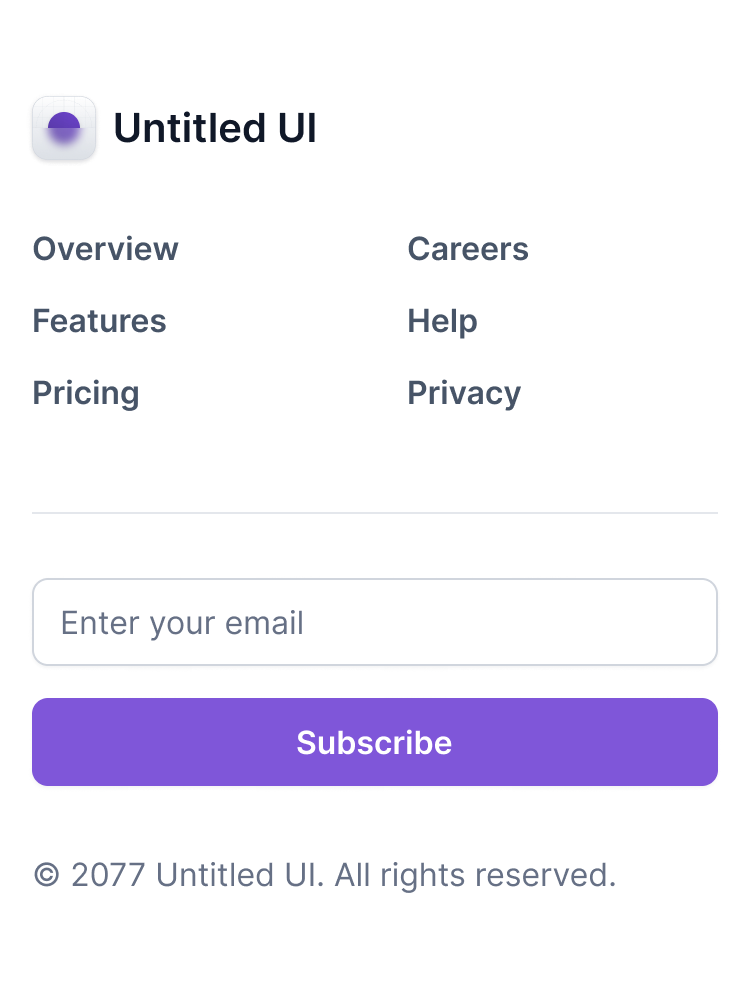 Untitled UI
Overview
Careers
Features
Help
Pricing
Privacy
Enter your email
Subscribe
© 2077 Untitled UI. All rights reserved.